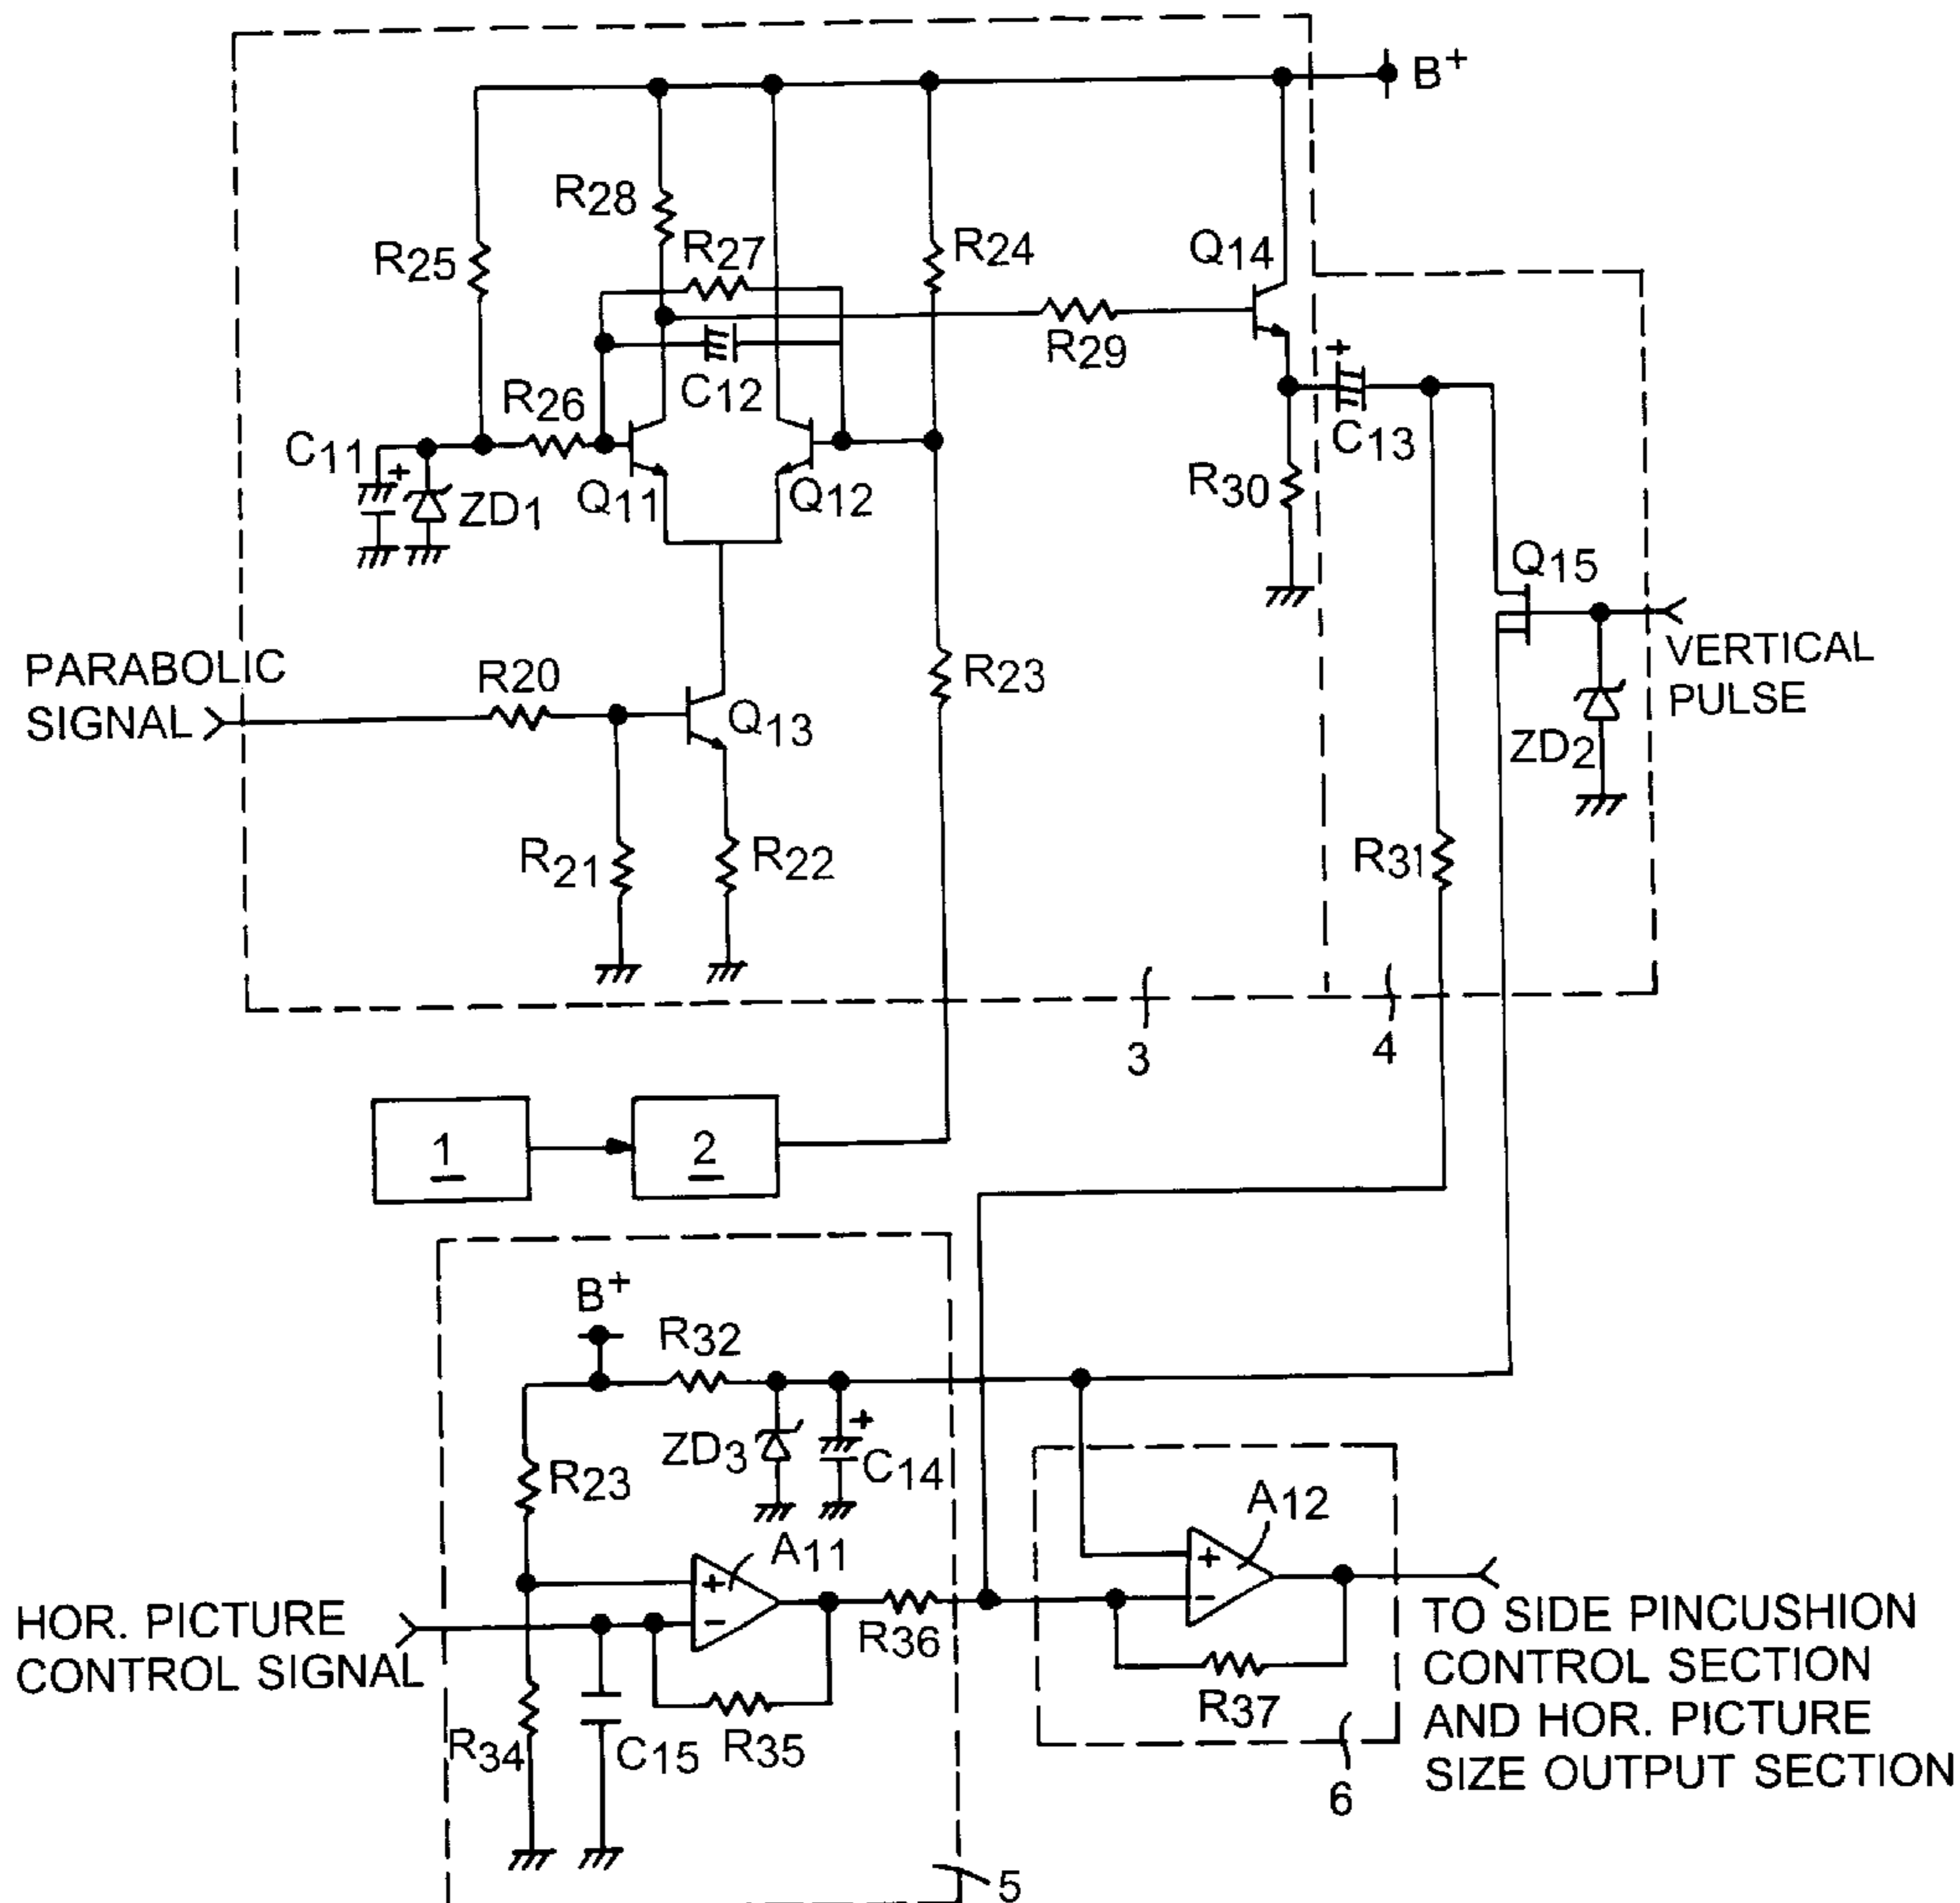 B+
R28
R27
R25
R24
Q14
R29
R26
C12
C11
+
+
C13
ZD1
Q11
Q12
R30
Q15
PARABOLIC
SIGNAL
R20
Q13
R23
VERTICAL
PULSE
ZD2
R21
R22
R31
3
4
1
2
B+
R32
ZD3
+
C14
R23
A11
A12
+
-
+
-
HOR. PICTURE
CONTROL SIGNAL
R36
R34
C15
R35
R37
TO SIDE PINCUSHION
CONTROL SECTION
AND HOR. PICTURE
SIZE OUTPUT SECTION
6
5